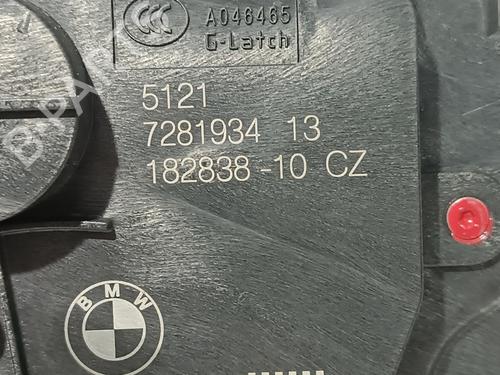 CCC
A046465
G-Latch
5121
7281934 13
182838-10 CZ
BMW